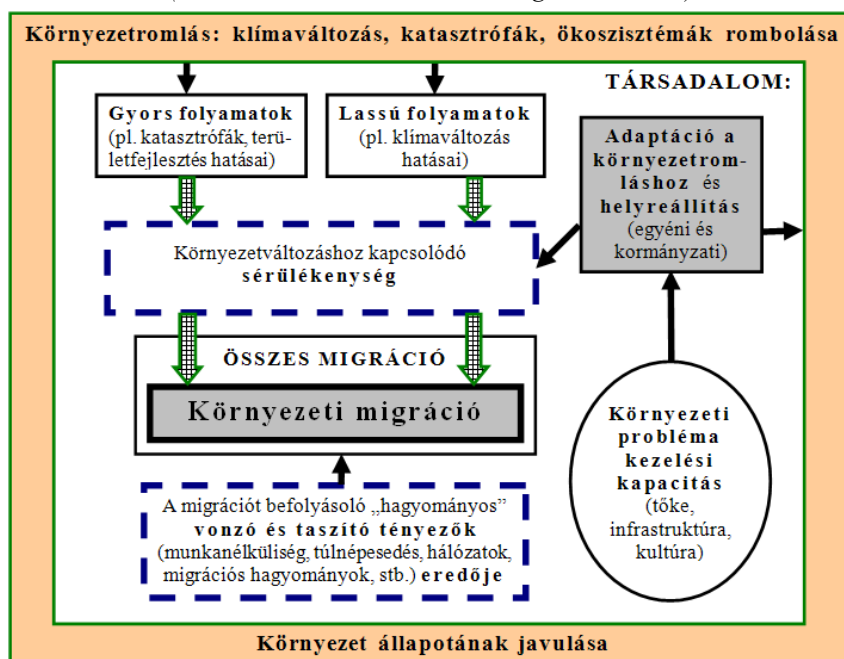 Környezetromlás: klímaváltozás, katasztrófák, ökoszisztémák rombolása
TÁRSADALOM:
Gyors folyamatok
(pl. katasztrófák, terü-
letfejlesztés hatásai)
Lassú folyamatok
(pl. klímaváltozás
hatásai)
Adaptáció a
környezetrom-
láshoz és
helyreállítás
(egyéni és
kormányzati)
Környezetváltozáshoz kapcsolódó
sérülékenység
ÖSSZES MIGRÁCIÓ
Környezeti migráció
Környezeti
probléma
kezelési
kapacitás
(tőke,
infrastruktúra,
kultúra)
A migrációt befolyásoló „hagyományos”
vonzó és taszító tényezők
(munkanélküliség, túlnépesedés, hálózatok,
migrációs hagyományok, stb.) eredője
Környezet állapotának javulása